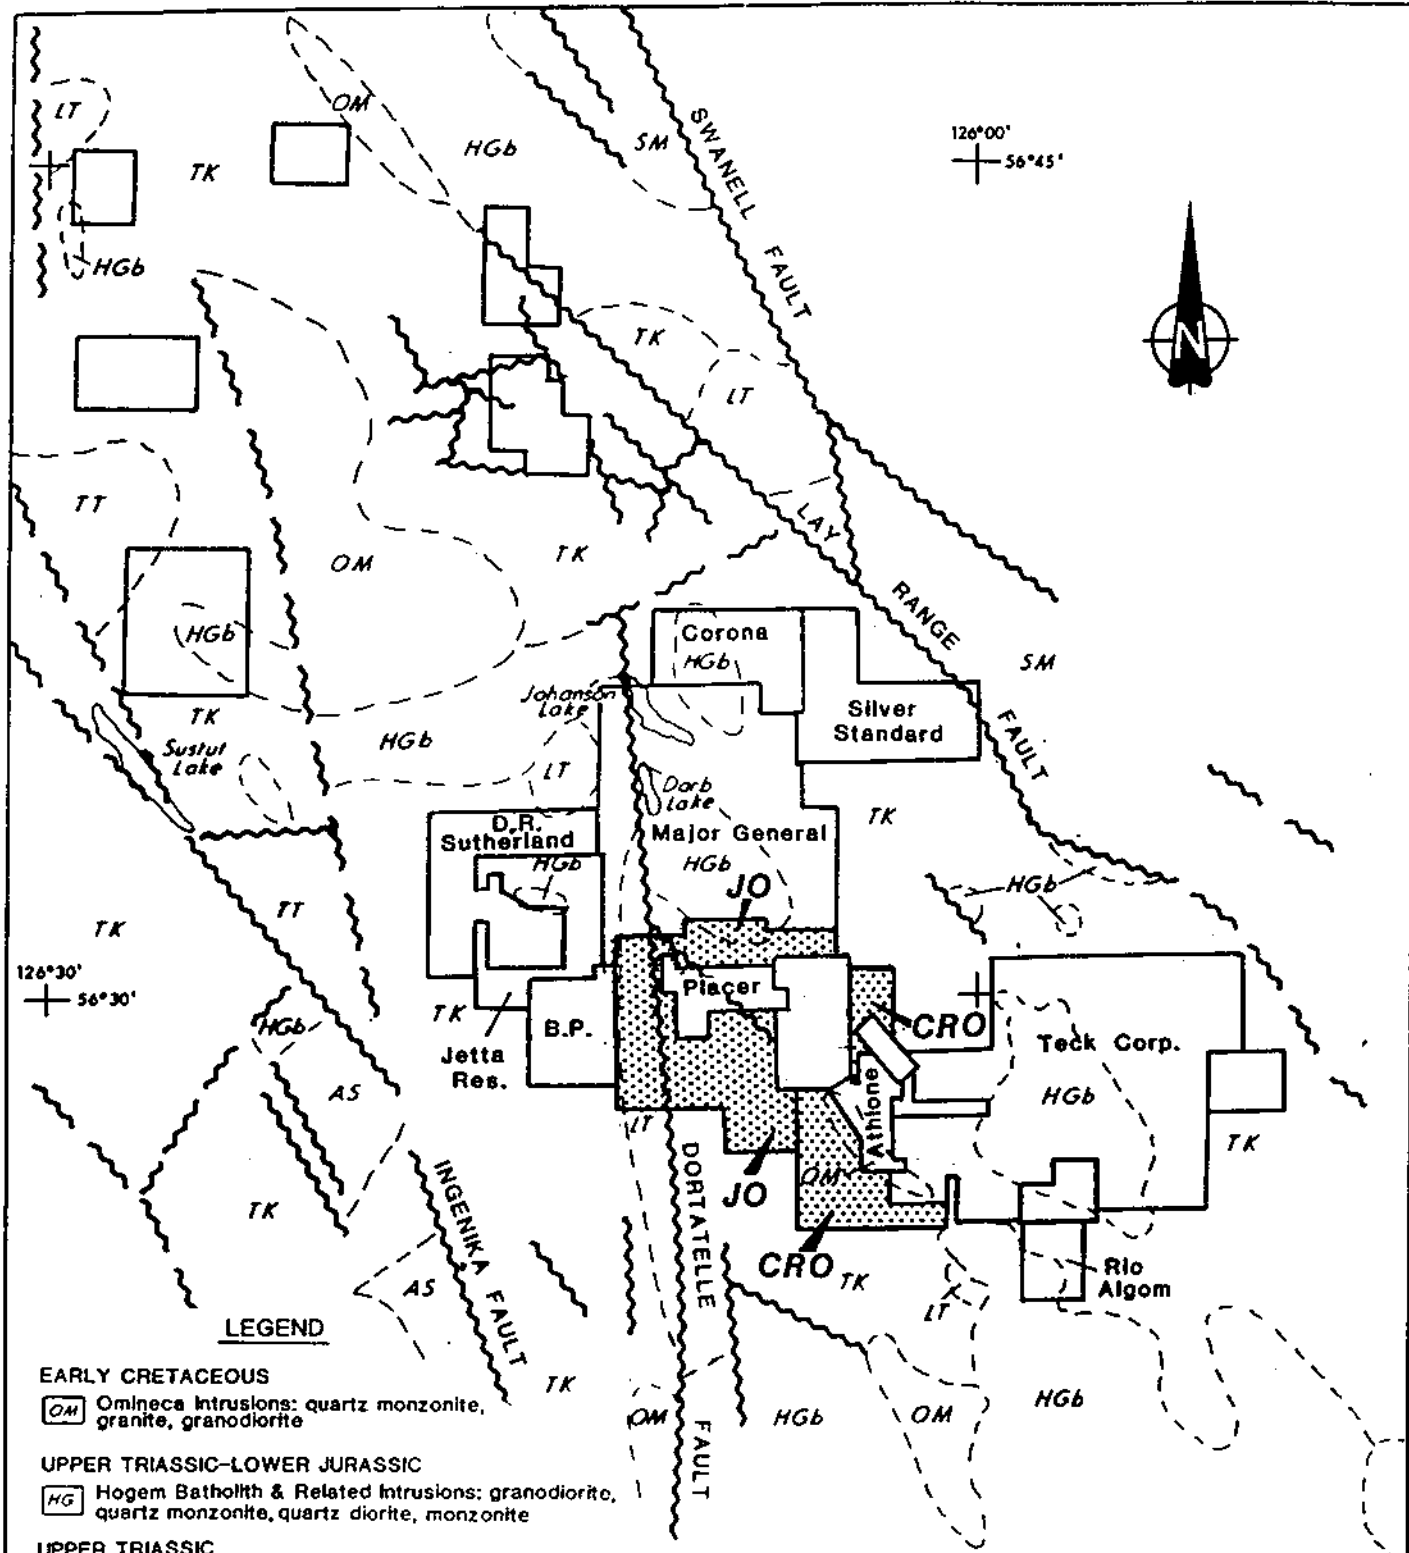 LT
OM
HGb
SM
SWANELL
FAULT
126°00'
56°45'
TK
HGb
N
TK
LT
TT
OM
TK
LAY
RANGE
FAULT
SM
HGb
Corona
HGb
Johanson
Lake
Silver
Standard
TK
Sustut
Lake
HGb
LT
Darb
Lake
TK
D.R.
Sutherland
HGb
Major General
HGb
JO
HGb
TT
TK
126°30'
56°30'
HGb
TK
Jetta
Res.
B.P.
Placer
CRO
Teck Corp.
HGb
Athlone
AS
LT
TK
OM
JO
DORTATELLE
FAULT
TK
INGENIKA FAULT
CRO
TK
Rio
Algom
AS
LT
TK
OM
HGb
OM
HGb
LEGEND
EARLY CRETACEOUS
OM Omineca Intrusions: quartz monzonite,
granite, granodiorite
UPPER TRIASSIC-LOWER JURASSIC
HG Hogem Batholith & Related Intrusions: granodiorite,
quartz monzonite, quartz diorite, monzonite
UPPER TRIASSIC